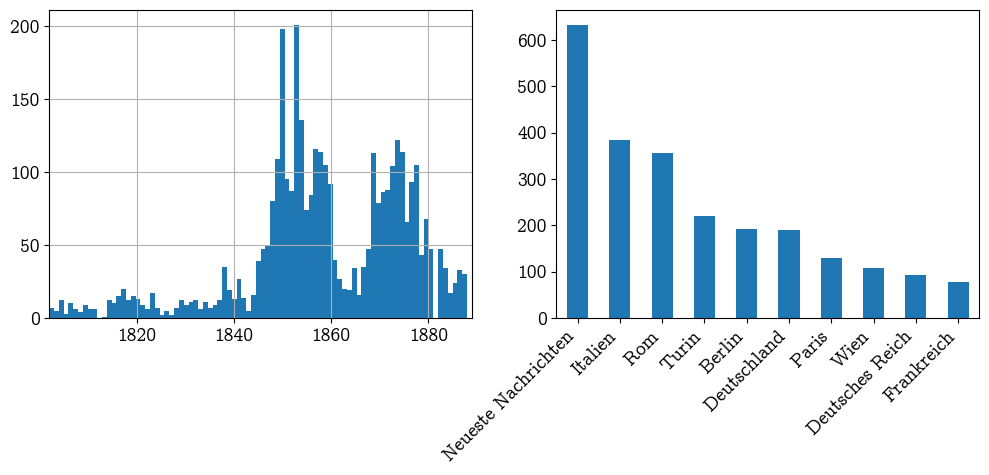 200
150
100
50
0
1820 1840 1860 1880
600
500
400
300
200
100
0
Neueste Nachrichten
Italien
Rom
Turin
Berlin
Deutschland
Paris
Wien
Deutsches Reich
Frankreich